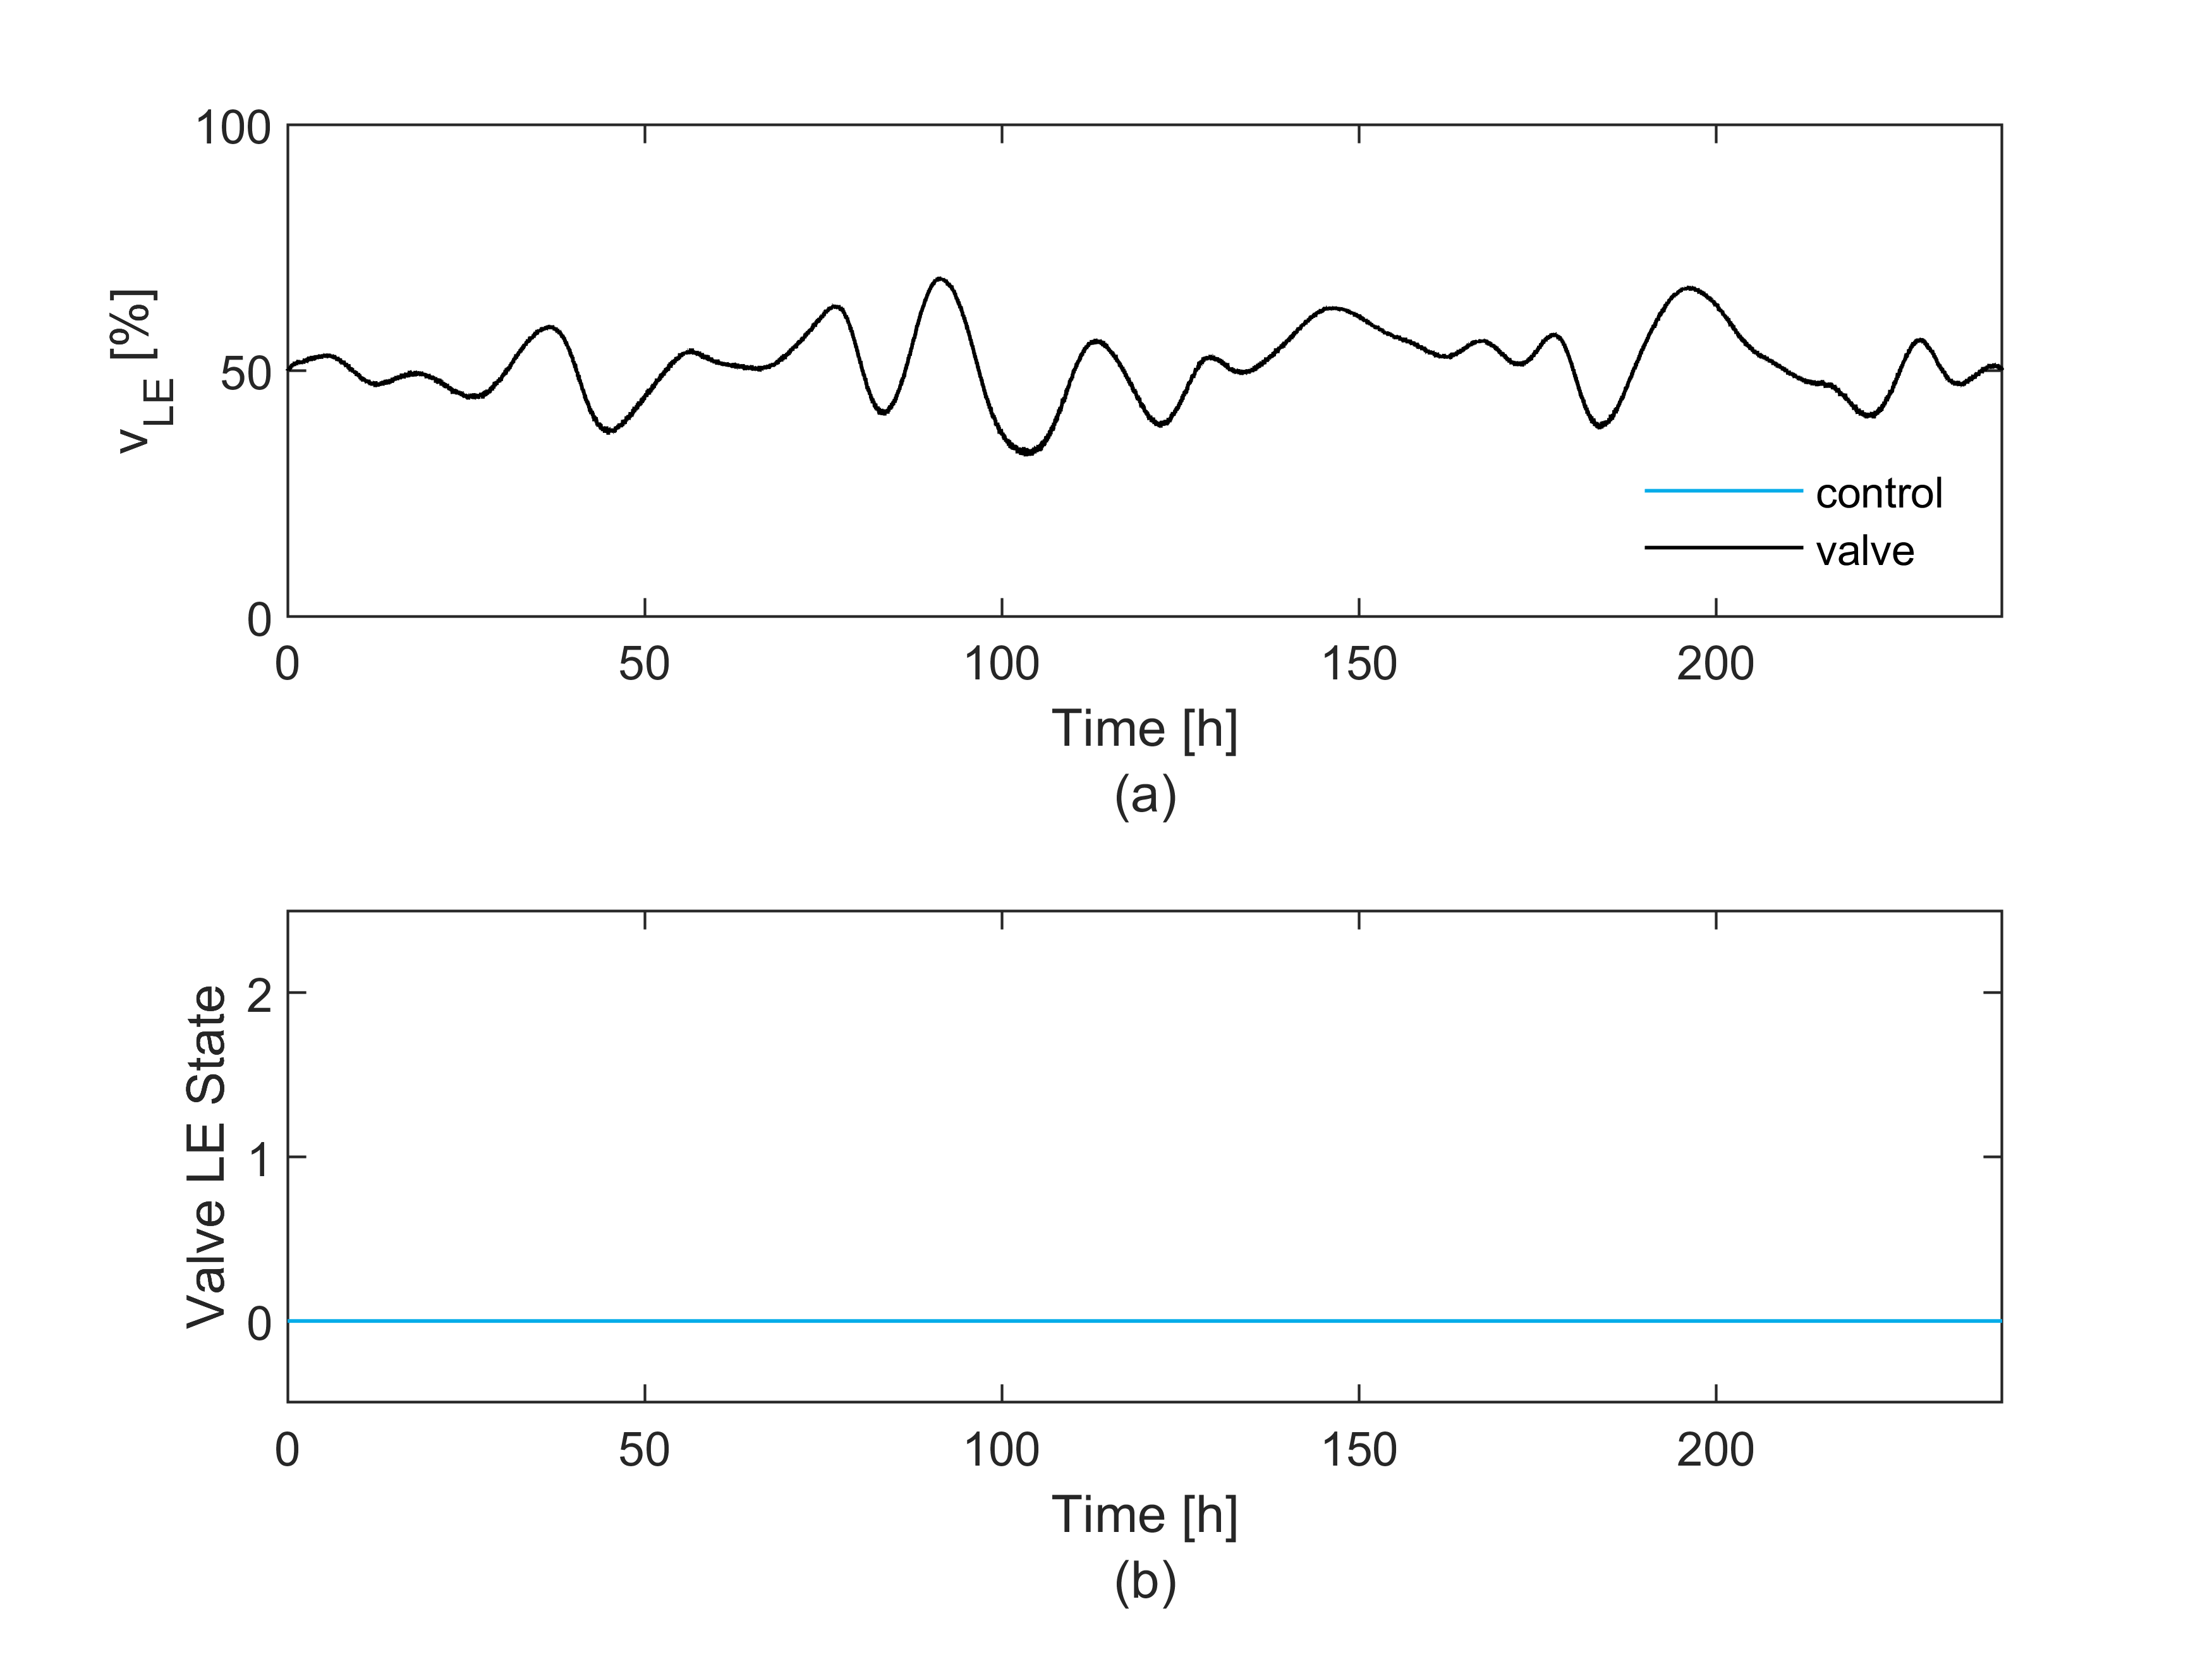 100
50
0
v_LE [%]
control
valve
0 50 100 150 200
Time [h]
(a)
2
1
0
Valve LE State
0 50 100 150 200
Time [h]
(b)